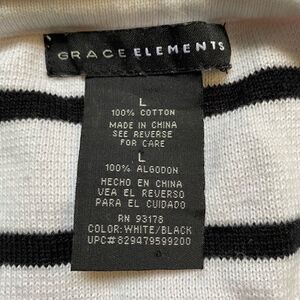 GRACE ELEMENTS
L
100% COTTON
MADE IN CHINA
SEE REVERSE
FOR CARE
L
100% ALGODON
HECHO EN CHINA
VEA EL REVERSO
PARA EL CUIDADO
RN 93178
COLOR: WHITE/BLACK
UPC#829479599200